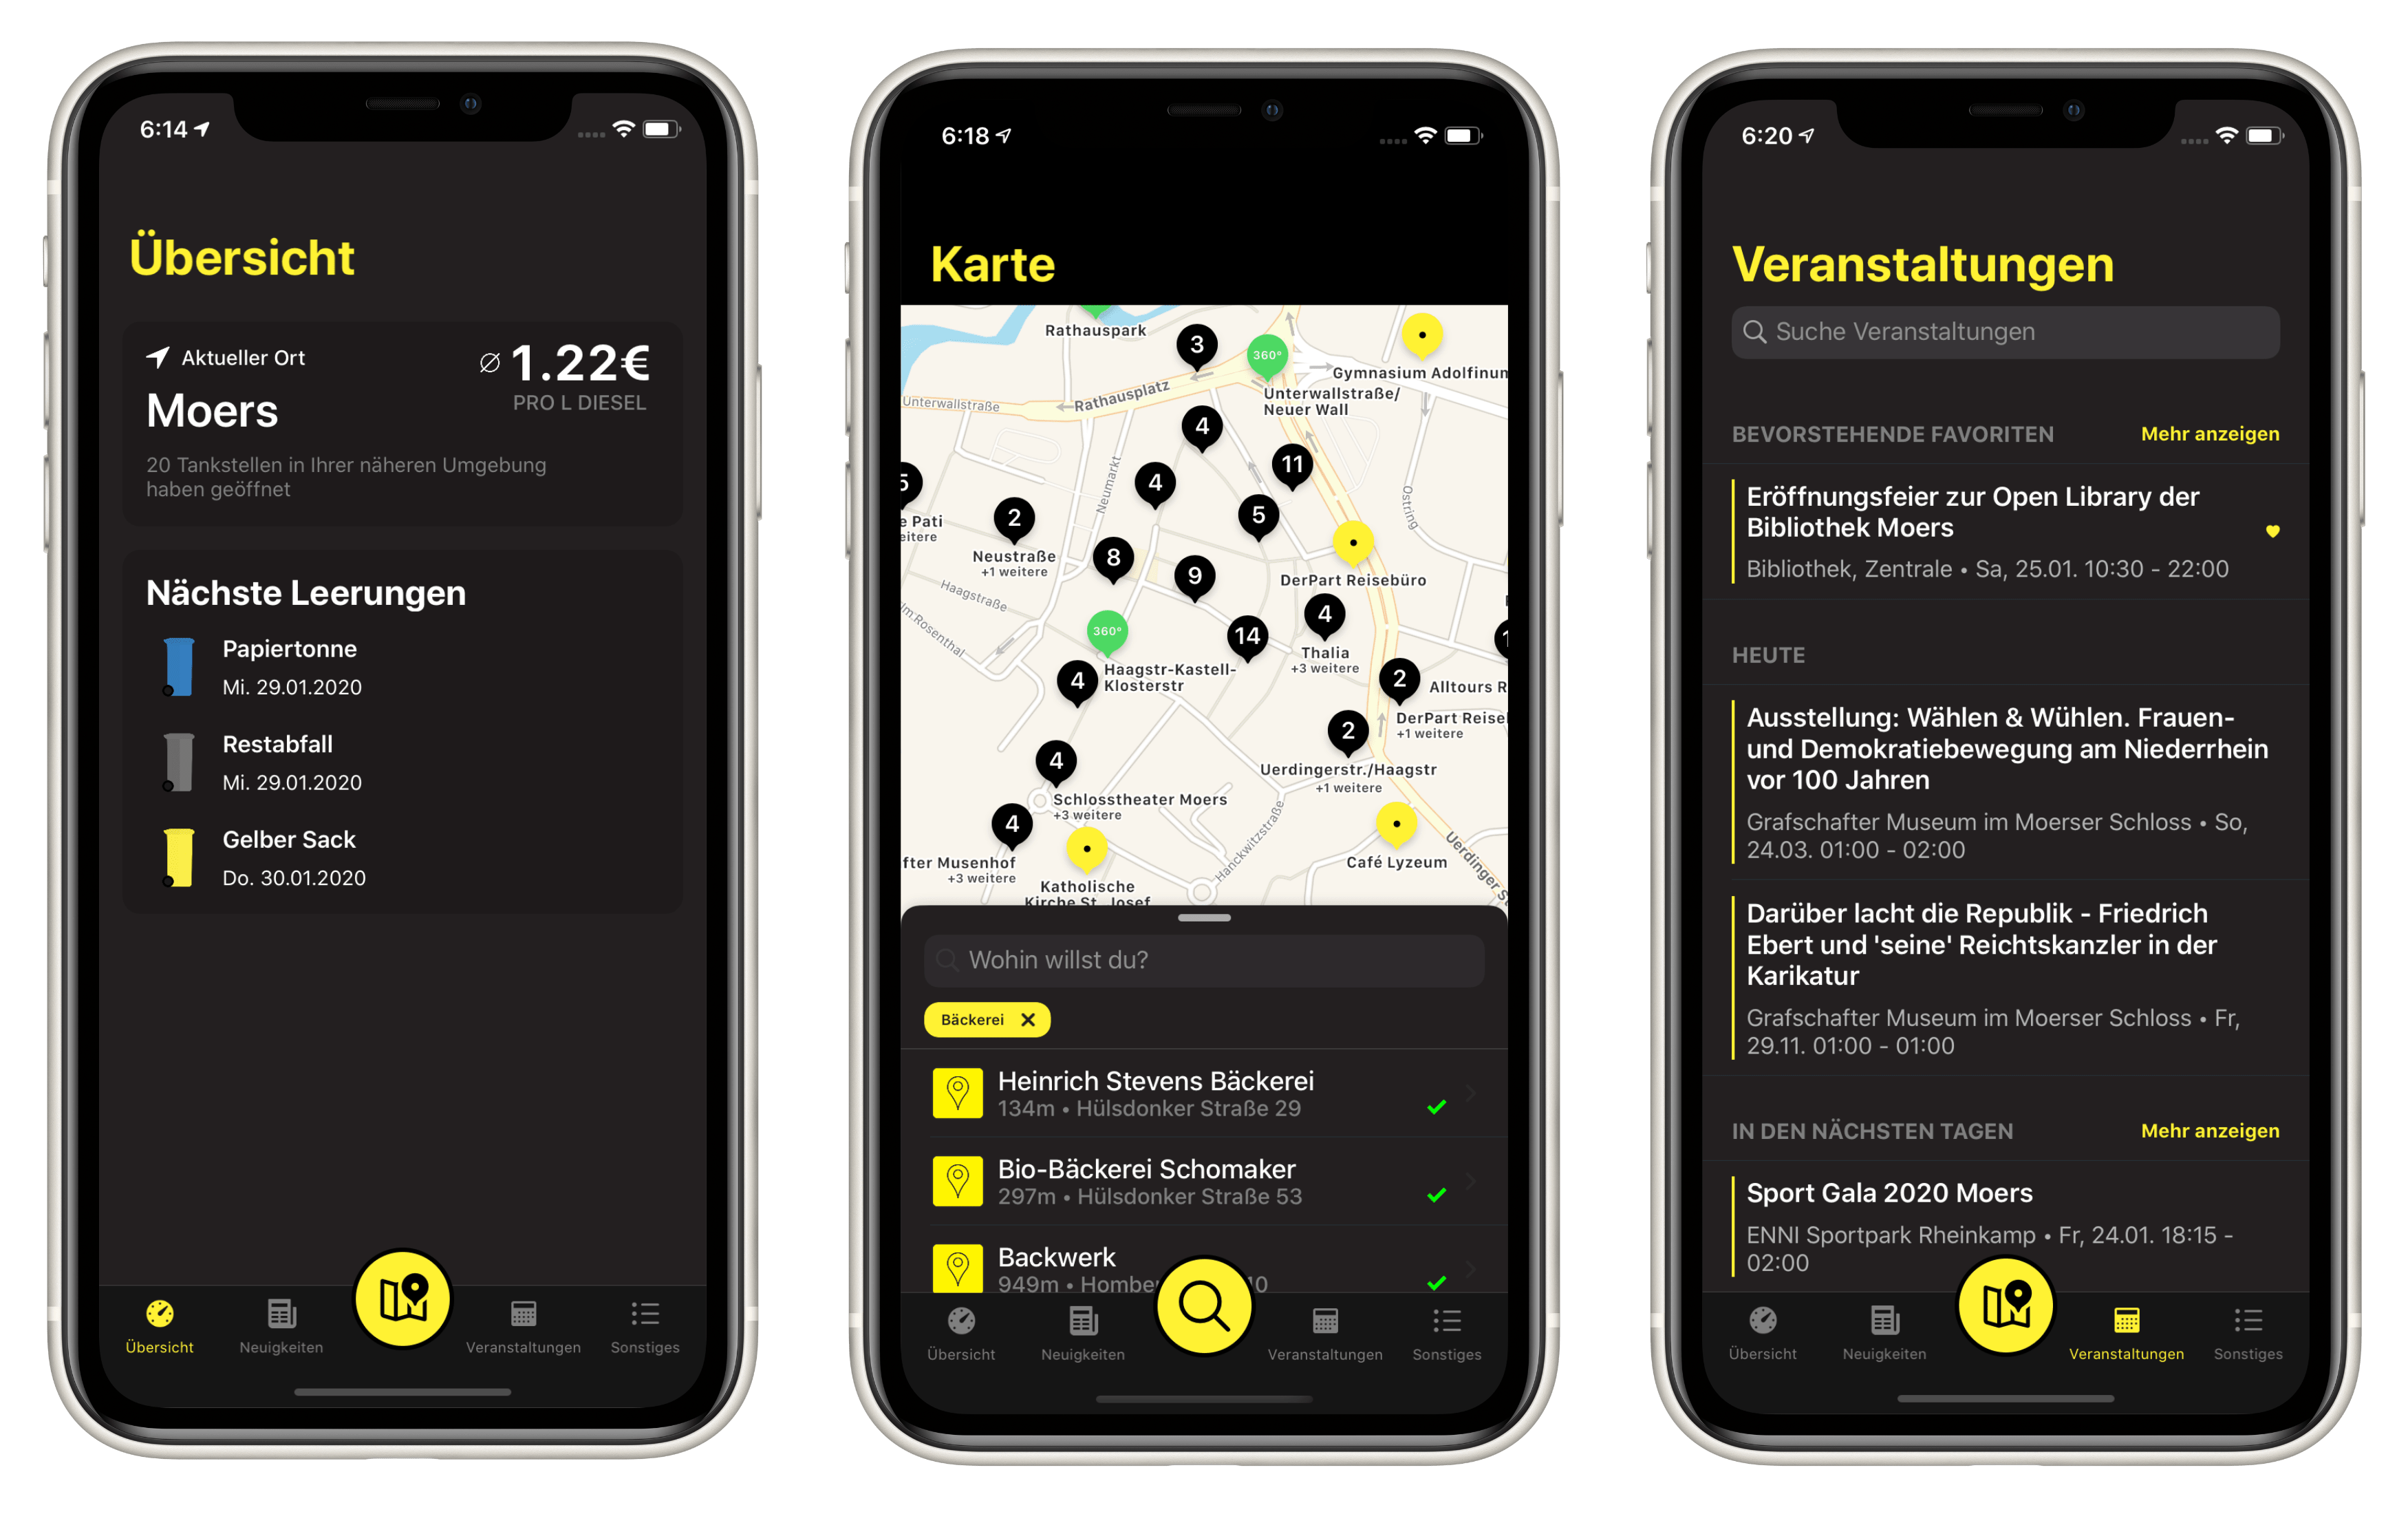 6:14
Übersicht
Aktueller Ort
Ø 1.22€
PRO L DIESEL
Moers
20 Tankstellen in Ihrer näheren Umgebung
haben geöffnet
Nächste Leerungen
Papiertonne
Mi. 29.01.2020
Restabfall
Mi. 29.01.2020
Gelber Sack
Do. 30.01.2020
Übersicht
Neuigkeiten
Veranstaltungen
Sonstiges
6:18
Karte
Rathauspark
3
360°
Gymnasium Adolfinum
Unterwallstraße
Rathausplatz
Unterwallstraße/
Neuer Wall
4
11
5
4
Neumarkt
Ostring
2
5
e Pati
eitere
Neustraße
+1 weitere
8
9
DerPart Reisebüro
Haagstraße
Im Rosenthal
360°
14
4
Thalia
+3 weitere
1
Haagstr-Kastell-
Klosterstr
4
2
Alltours R
DerPart Reise
+1 weitere
2
Uerdingerstr./Haagstr
+1 weitere
4
Schlosstheater Moers
+3 weitere
4
Hanckwitzstraße
Uerdinger S
fter Musenhof
+3 weitere
Café Lyzeum
Katholische
Kirche St. Josef
Wohin willst du?
Bäckerei
Heinrich Stevens Bäckerei
134m • Hülsdonker Straße 29
Bio-Bäckerei Schomaker
297m • Hülsdonker Straße 53
Backwerk
949m • Hombe 10
Übersicht
Neuigkeiten
Veranstaltungen
Sonstiges
6:20
Veranstaltungen
Suche Veranstaltungen
BEVORSTEHENDE FAVORITEN
Mehr anzeigen
Eröffnungsfeier zur Open Library der
Bibliothek Moers
Bibliothek, Zentrale • Sa, 25.01. 10:30 - 22:00
HEUTE
Ausstellung: Wählen & Wühlen. Frauen-
und Demokratiebewegung am Niederrhein
vor 100 Jahren
Grafschafter Museum im Moerser Schloss • So,
24.03. 01:00 - 02:00
Darüber lacht die Republik - Friedrich
Ebert und 'seine' Reichtskanzler in der
Karikatur
Grafschafter Museum im Moerser Schloss • Fr,
29.11. 01:00 - 01:00
IN DEN NÄCHSTEN TAGEN
Mehr anzeigen
Sport Gala 2020 Moers
ENNI Sportpark Rheinkamp • Fr, 24.01. 18:15 -
02:00
Übersicht
Neuigkeiten
Veranstaltungen
Sonstiges